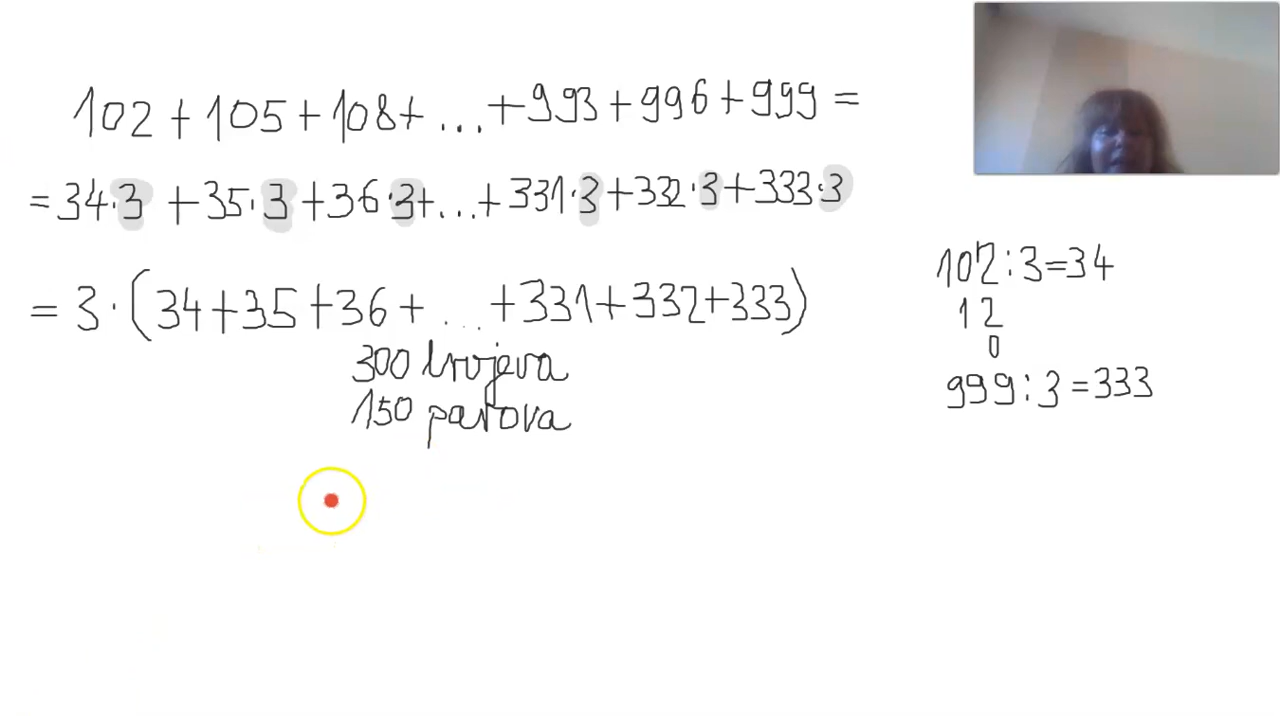 102 + 105 + 108 + ... + 993 + 996 + 999 =
= 34·3 + 35·3 + 36·3 + ... + 331·3 + 332·3 + 333·3
= 3·(34 + 35 + 36 + ... + 331 + 332 + 333)
300 brojeva
150 parova
102:3=34
12
0
999:3=333